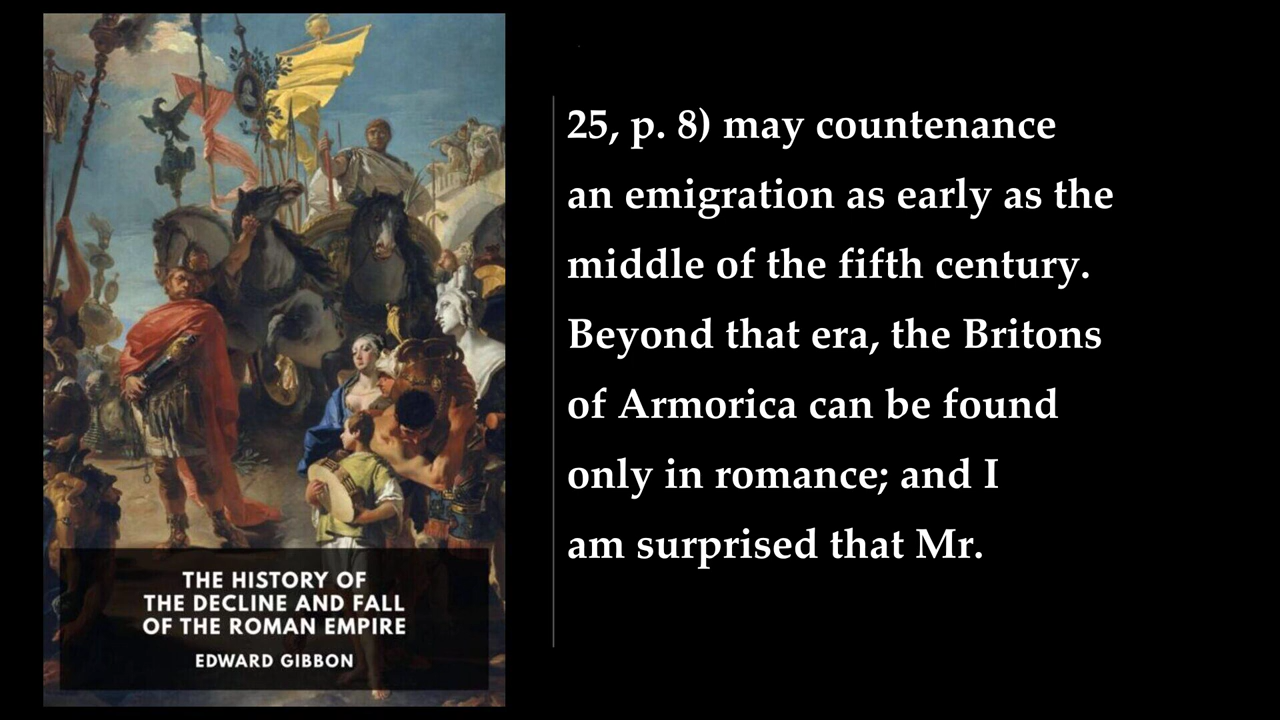 THE HISTORY OF
THE DECLINE AND FALL
OF THE ROMAN EMPIRE
EDWARD GIBBON
25, p. 8) may countenance
an emigration as early as the
middle of the fifth century.
Beyond that era, the Britons
of Armorica can be found
only in romance; and I
am surprised that Mr.